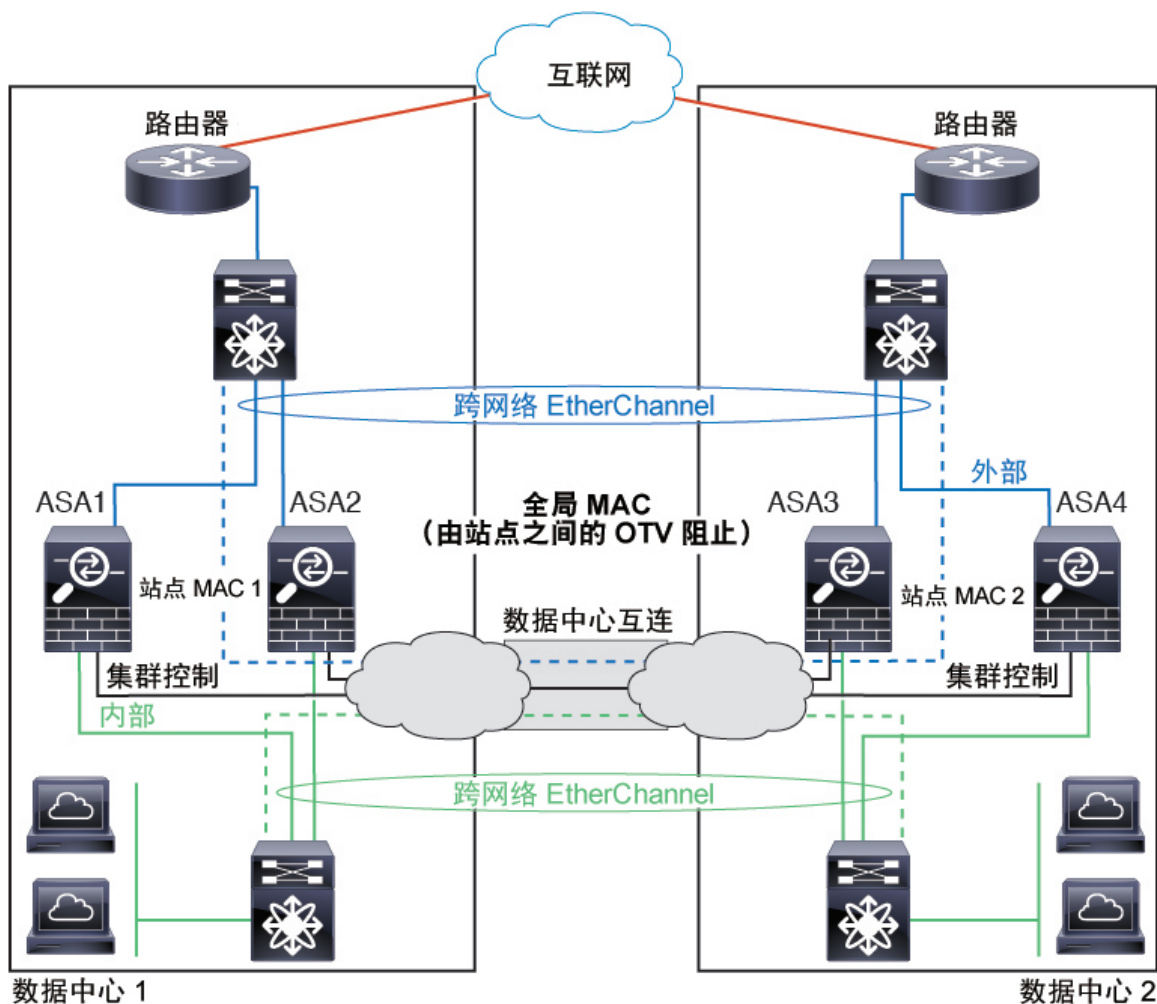 互联网
路由器
路由器
跨网络 EtherChannel
外部
ASA1
ASA2
全局 MAC
（由站点之间的 OTV 阻止）
ASA3
ASA4
站点 MAC 1
站点 MAC 2
数据中心互连
集群控制
集群控制
内部
跨网络 EtherChannel
数据中心 1
数据中心 2